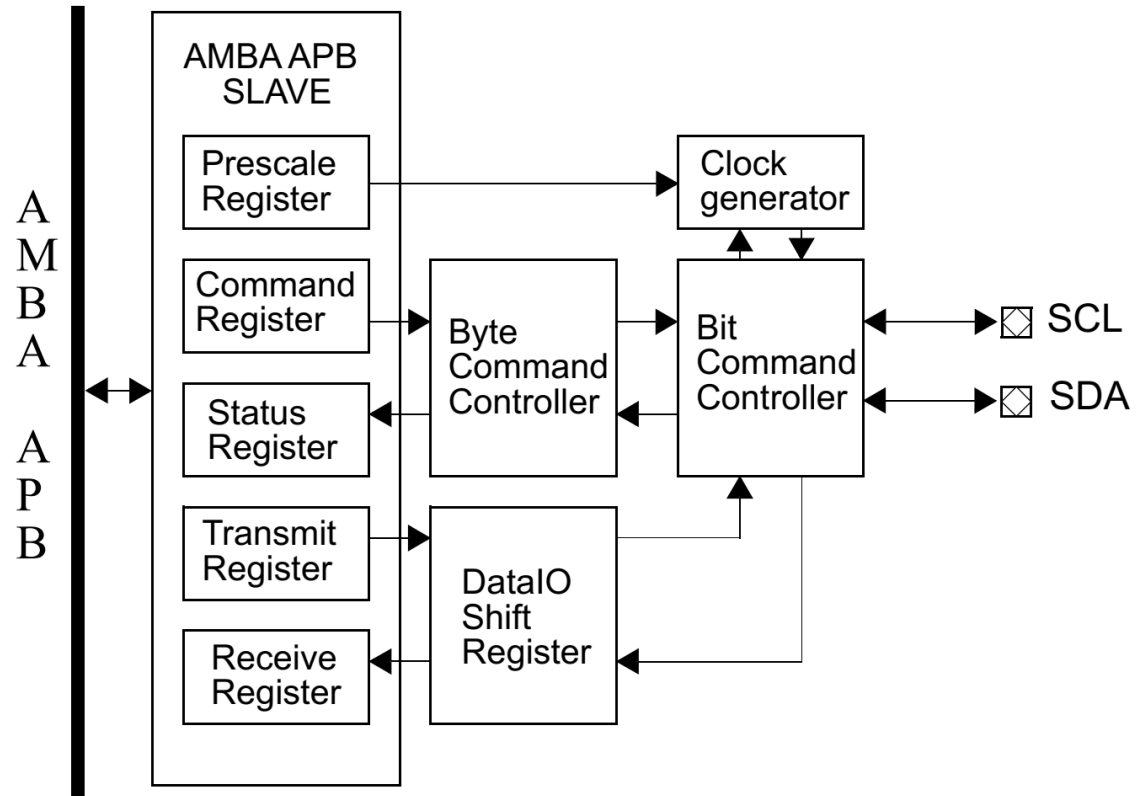 AMBA APB
SLAVE
Prescale
Register
Clock
generator
A
M
B
A
A
P
B
Command
Register
Byte
Command
Controller
Bit
Command
Controller
SCL
SDA
Status
Register
Transmit
Register
DataIO
Shift
Register
Receive
Register